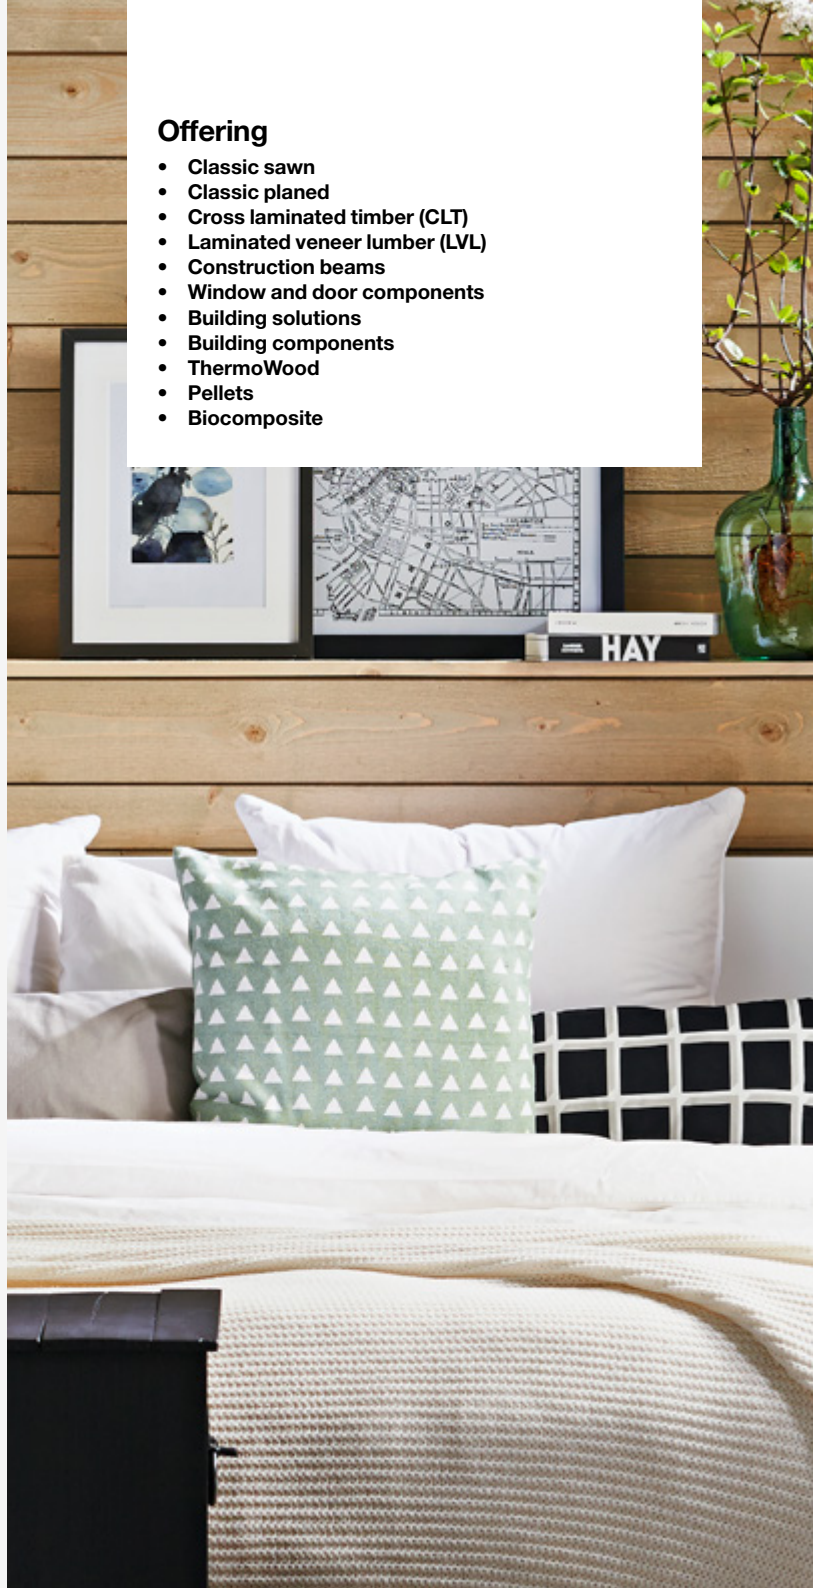 Offering
• Classic sawn
• Classic planed
• Cross laminated timber (CLT)
• Laminated veneer lumber (LVL)
• Construction beams
• Window and door components
• Building solutions
• Building components
• ThermoWood
• Pellets
• Biocomposite
HAY